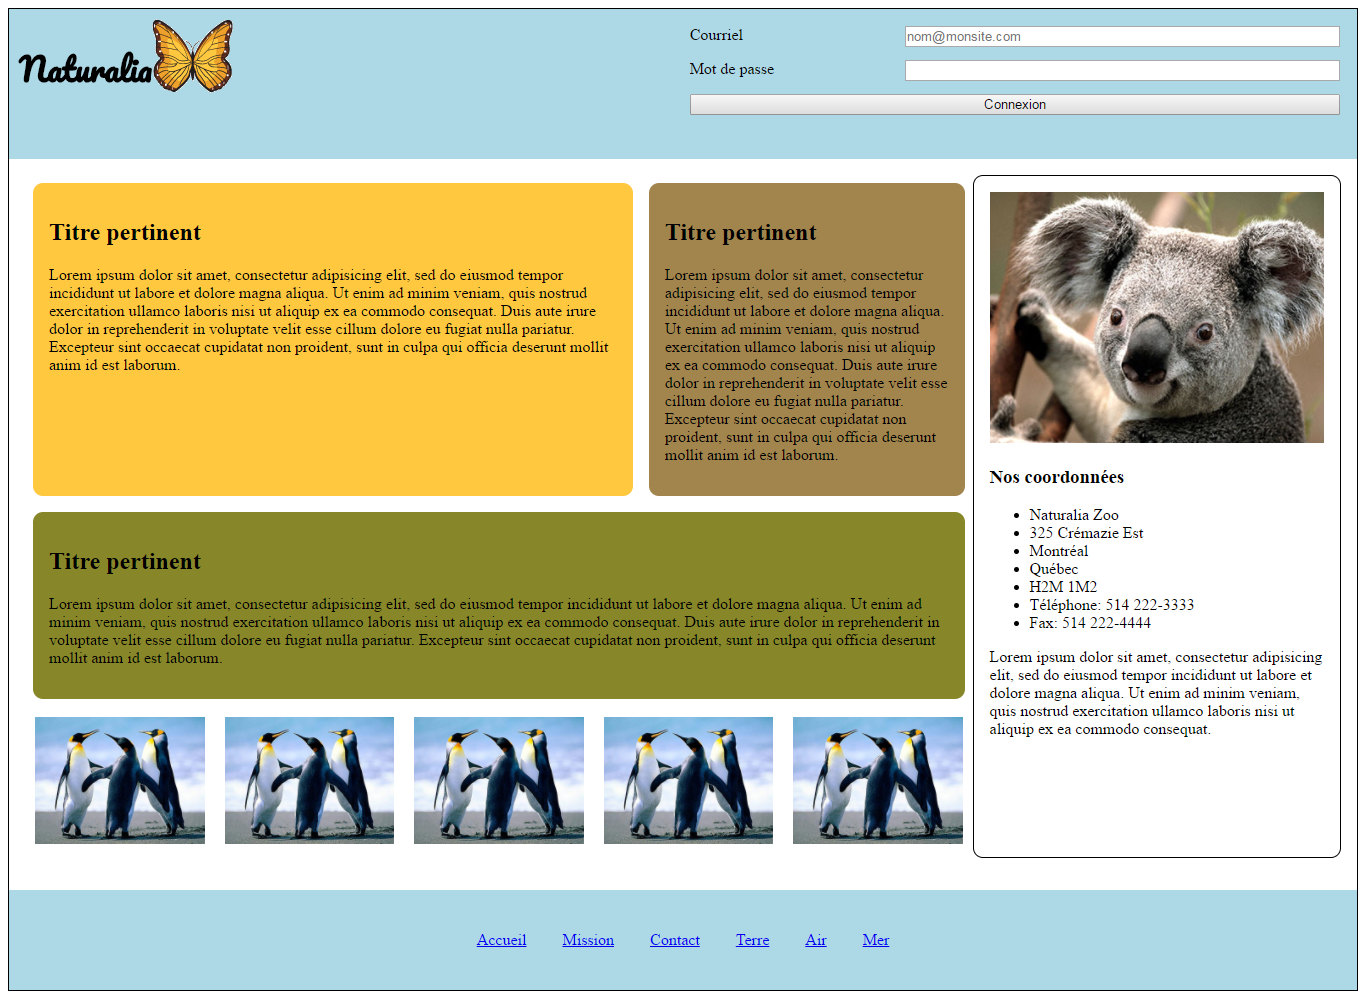 Naturalia
Courriel
nom@monsite.com
Mot de passe
Connexion
Titre pertinent
Lorem ipsum dolor sit amet, consectetur adipisicing elit, sed do eiusmod tempor
incididunt ut labore et dolore magna aliqua. Ut enim ad minim veniam, quis nostrud
exercitation ullamco laboris nisi ut aliquip ex ea commodo consequat. Duis aute irure
dolor in reprehenderit in voluptate velit esse cillum dolore eu fugiat nulla pariatur.
Excepteur sint occaecat cupidatat non proident, sunt in culpa qui officia deserunt mollit
anim id est laborum.
Titre pertinent
Lorem ipsum dolor sit amet, consectetur
adipisicing elit, sed do eiusmod tempor
incididunt ut labore et dolore magna aliqua.
Ut enim ad minim veniam, quis nostrud
exercitation ullamco laboris nisi ut aliquip
ex ea commodo consequat. Duis aute irure
dolor in reprehenderit in voluptate velit esse
cillum dolore eu fugiat nulla pariatur.
Excepteur sint occaecat cupidatat non
proident, sunt in culpa qui officia deserunt
mollit anim id est laborum.
Titre pertinent
Lorem ipsum dolor sit amet, consectetur adipisicing elit, sed do eiusmod tempor incididunt ut labore et dolore magna aliqua. Ut enim ad
minim veniam, quis nostrud exercitation ullamco laboris nisi ut aliquip ex ea commodo consequat. Duis aute irure dolor in reprehenderit in
voluptate velit esse cillum dolore eu fugiat nulla pariatur. Excepteur sint occaecat cupidatat non proident, sunt in culpa qui officia deserunt
mollit anim id est laborum.
Nos coordonnées
Naturalia Zoo
325 Crémazie Est
Montréal
Québec
H2M 1M2
Téléphone: 514 222-3333
Fax: 514 222-4444
Lorem ipsum dolor sit amet, consectetur adipisicing
elit, sed do eiusmod tempor incididunt ut labore et
dolore magna aliqua. Ut enim ad minim veniam,
quis nostrud exercitation ullamco laboris nisi ut
aliquip ex ea commodo consequat.
Accueil Mission Contact Terre Air Mer